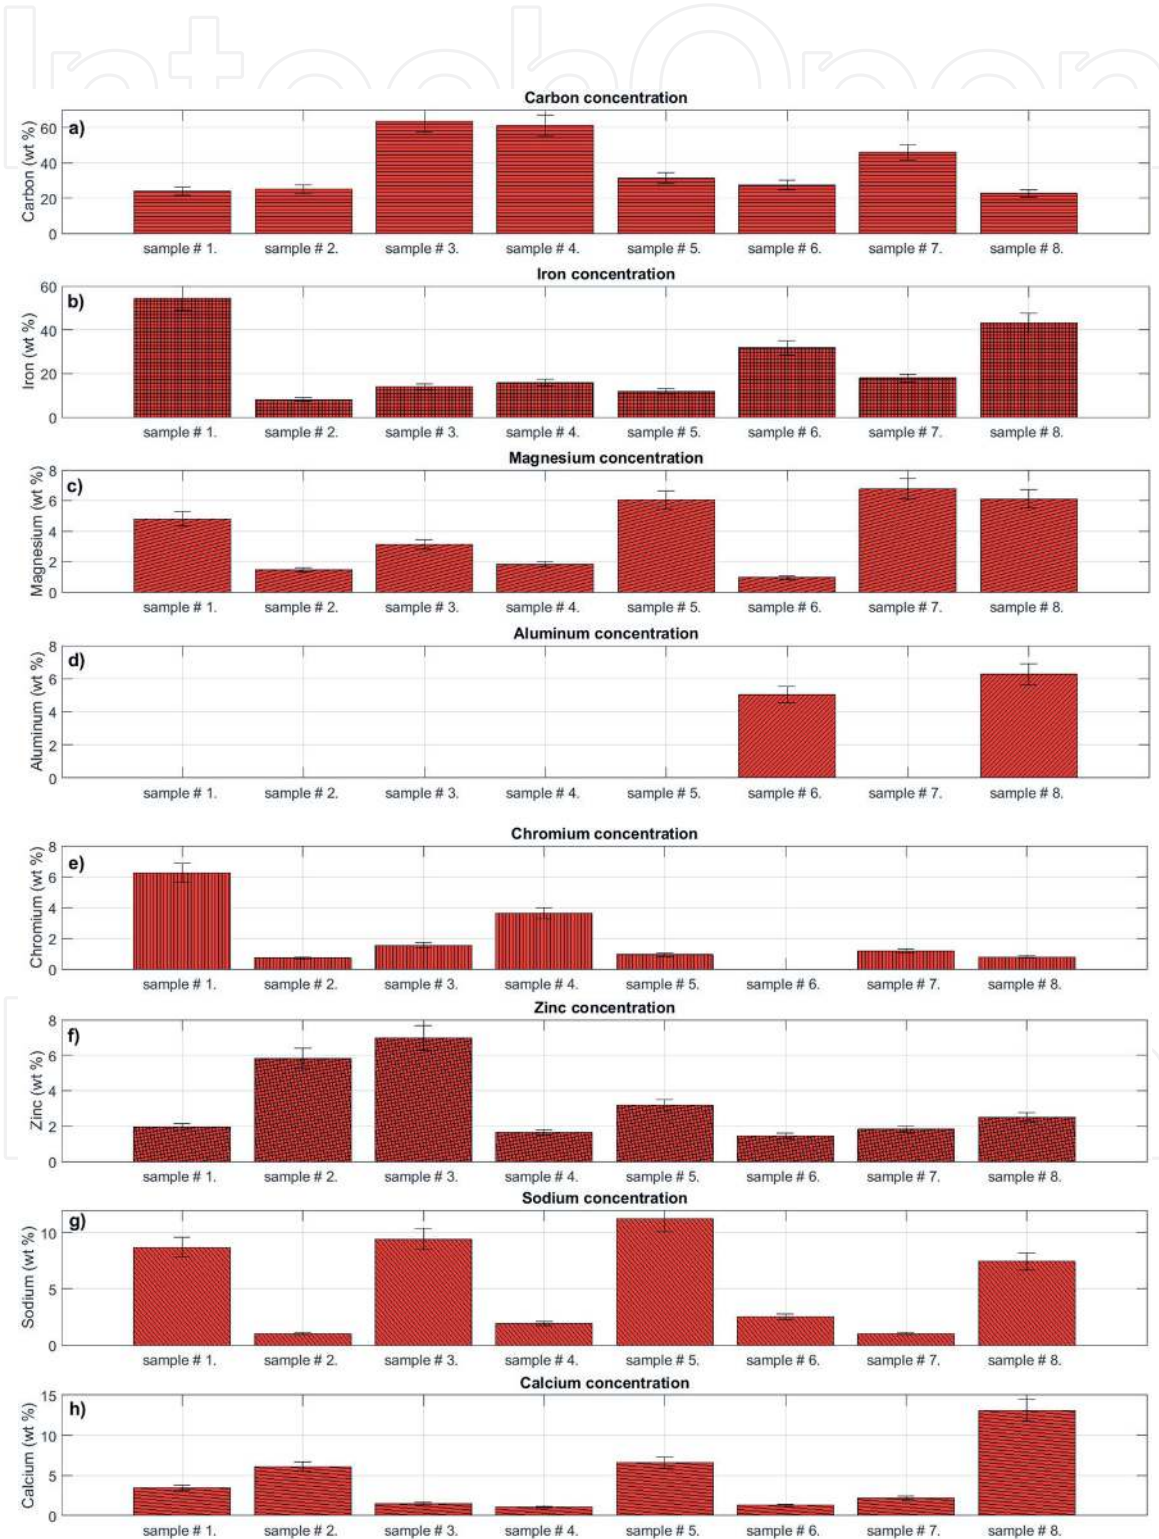 IntechOpen
Carbon concentration
a)
Carbon (wt %)
60
40
20
0
sample # 1. sample # 2. sample # 3. sample # 4. sample # 5. sample # 6. sample # 7. sample # 8.
Iron concentration
b)
Iron (wt %)
60
40
20
0
sample # 1. sample # 2. sample # 3. sample # 4. sample # 5. sample # 6. sample # 7. sample # 8.
Magnesium concentration
c)
Magnesium (wt %)
8
6
4
2
0
sample # 1. sample # 2. sample # 3. sample # 4. sample # 5. sample # 6. sample # 7. sample # 8.
Aluminum concentration
d)
Aluminum (wt %)
8
6
4
2
0
sample # 1. sample # 2. sample # 3. sample # 4. sample # 5. sample # 6. sample # 7. sample # 8.
Chromium concentration
e)
Chromium (wt %)
8
6
4
2
0
sample # 1. sample # 2. sample # 3. sample # 4. sample # 5. sample # 6. sample # 7. sample # 8.
Zinc concentration
f)
Zinc (wt %)
8
6
4
2
0
sample # 1. sample # 2. sample # 3. sample # 4. sample # 5. sample # 6. sample # 7. sample # 8.
Sodium concentration
g)
Sodium (wt %)
10
5
0
sample # 1. sample # 2. sample # 3. sample # 4. sample # 5. sample # 6. sample # 7. sample # 8.
Calcium concentration
h)
Calcium (wt %)
15
10
5
0
sample # 1. sample # 2. sample # 3. sample # 4. sample # 5. sample # 6. sample # 7. sample # 8.